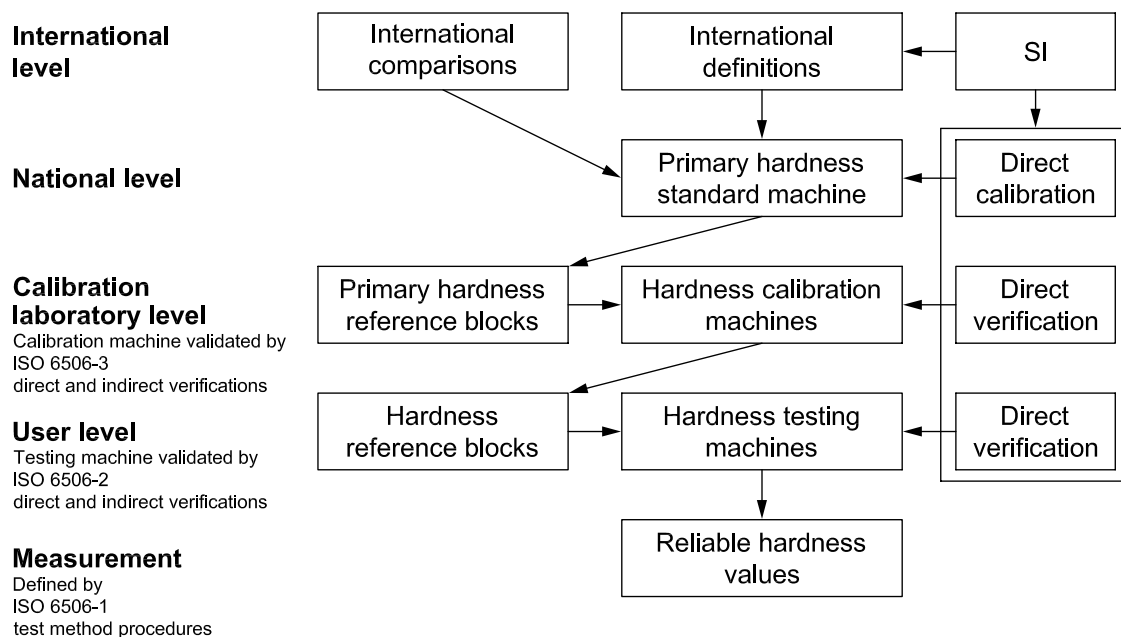 International
level
International
comparisons
International
definitions
SI
National level
Primary hardness
standard machine
Direct
calibration
Calibration
laboratory level
Calibration machine validated by
ISO 6506-3
direct and indirect verifications
Primary hardness
reference blocks
Hardness calibration
machines
Direct
verification
User level
Testing machine validated by
ISO 6506-2
direct and indirect verifications
Hardness
reference blocks
Hardness testing
machines
Direct
verification
Measurement
Defined by
ISO 6506-1
test method procedures
Reliable hardness
values